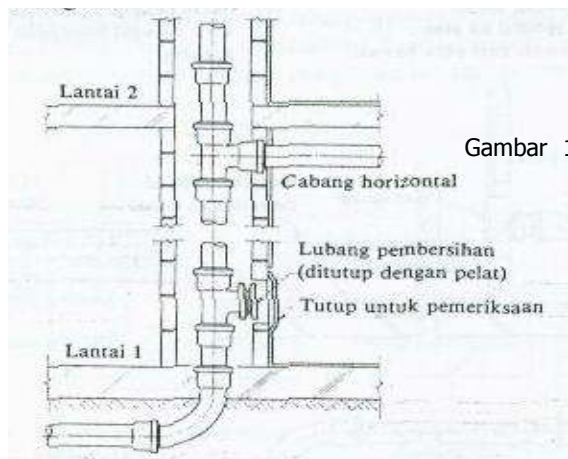 Lantai 2
Gambar 1
Cabang horizontal
Lubang pembersihan
(ditutup dengan pelat)
Tutup untuk pemeriksaan
Lantai 1